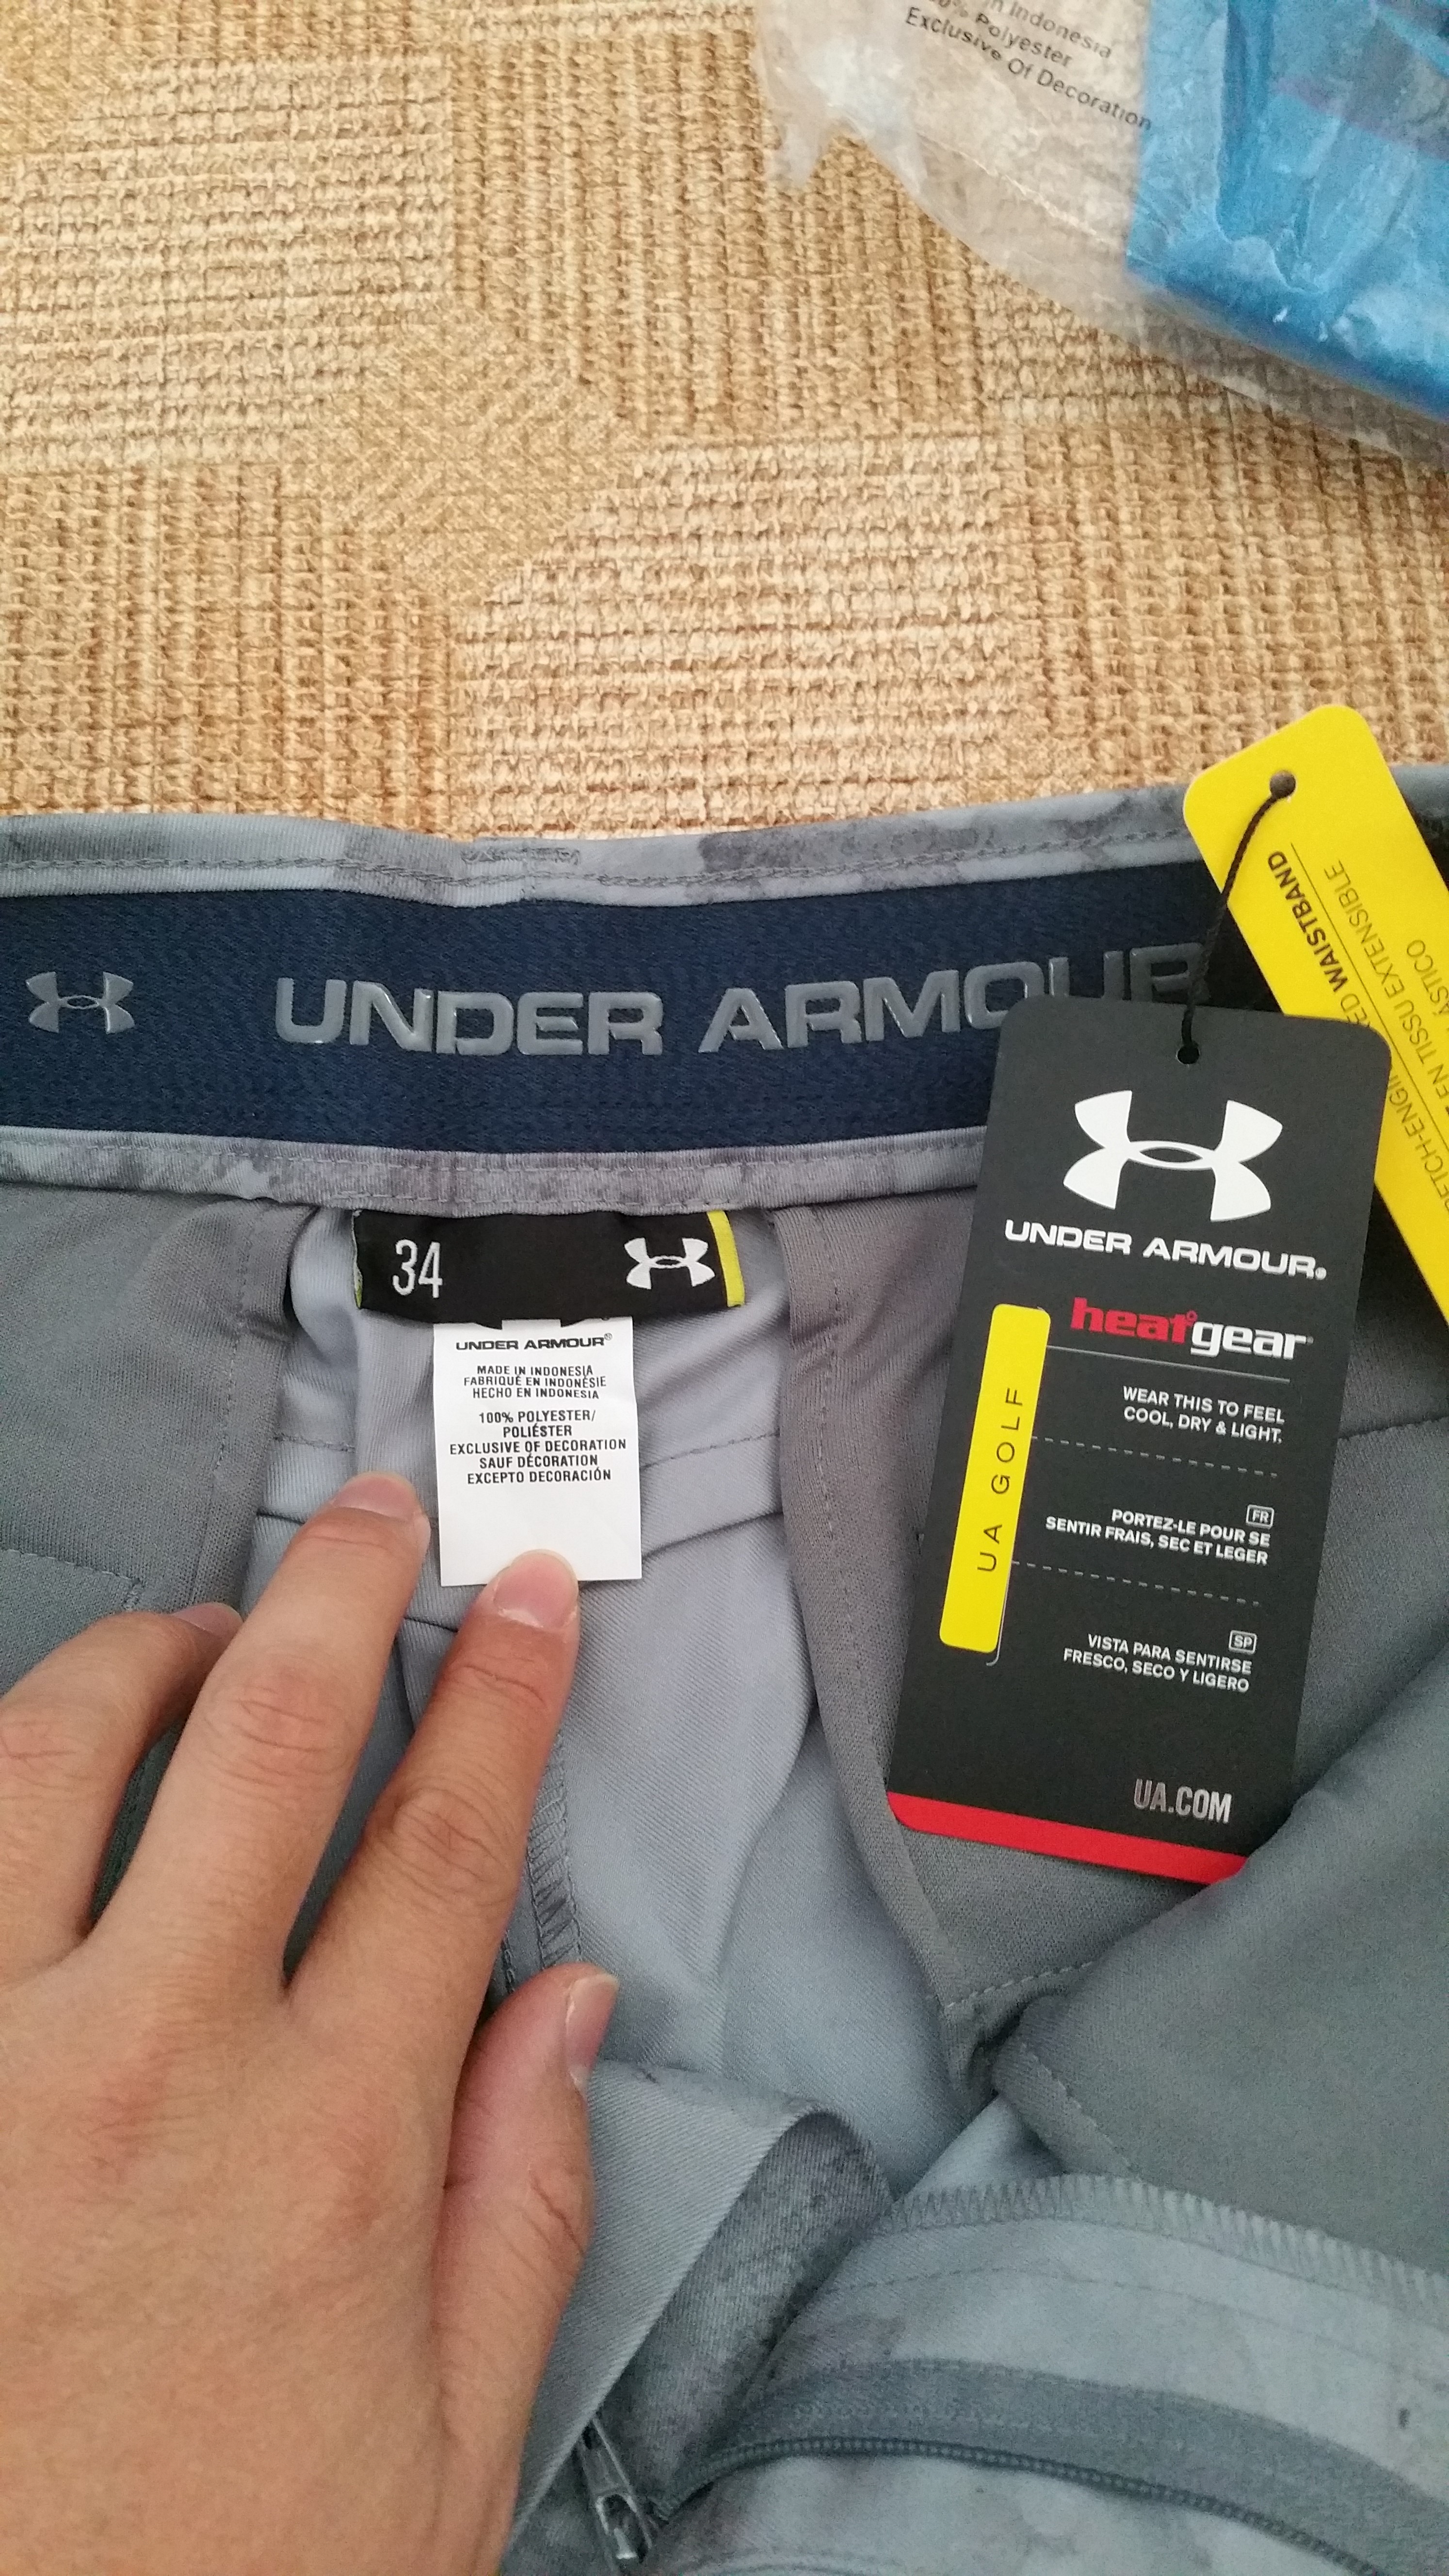 Indonesia
Polyester
Exclusive Of Decoration
WAISTBAND
EN TISSU EXTENSIBLE
UNDER ARMOUR
34
UNDER ARMOUR®
MADE IN INDONESIA
FABRIQUÉ EN INDONÉSIE
HECHO EN INDONESIA
100% POLYESTER/
POLIÉSTER
EXCLUSIVE OF DECORATION
SAUF DÉCORATION
EXCEPTO DECORACIÓN
UNDER ARMOUR.
heatgear
UA GOLF
WEAR THIS TO FEEL
COOL, DRY & LIGHT.
FR
PORTEZ-LE POUR SE
SENTIR FRAIS, SEC ET LEGER
SP
VISTA PARA SENTIRSE
FRESCO, SECO Y LIGERO
UA.COM